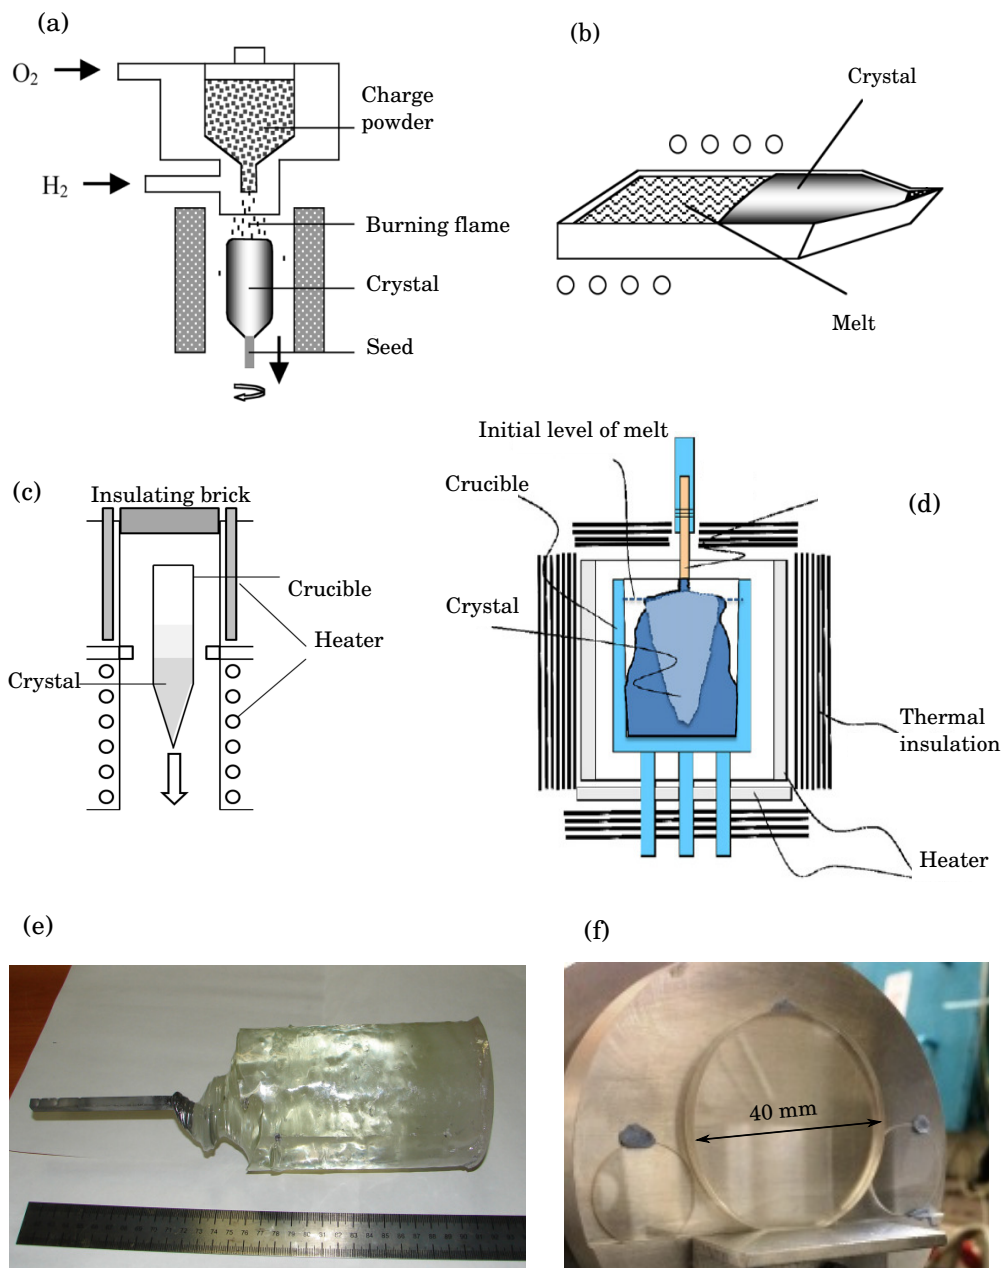 (a)
(b)
O₂
Charge
powder
H₂
Burning flame
Crystal
Seed
Crystal
Melt
(c)
Insulating brick
Crucible
Heater
Crystal
Initial level of melt
Crucible
(d)
Crystal
Thermal
insulation
Heater
(e)
(f)
40 mm